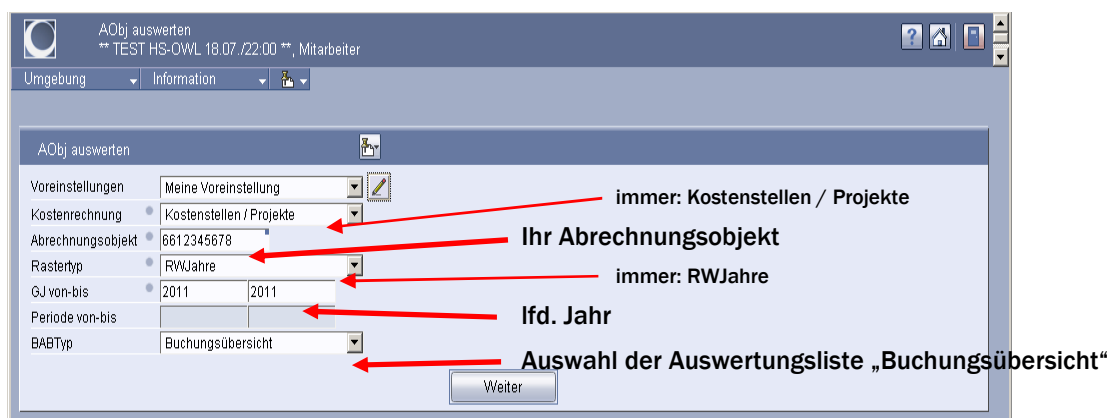 AObj auswerten
** TEST HS-OWL 18.07./22:00 **, Mitarbeiter
?
Umgebung Information
AObj auswerten
Voreinstellungen Meine Voreinstellung
immer: Kostenstellen / Projekte
Kostenrechnung Kostenstellen / Projekte
Abrechnungsobjekt 6612345678
Ihr Abrechnungsobjekt
Rastertyp RWJahre
immer: RWJahre
GJ von-bis 2011 2011
Periode von-bis
lfd. Jahr
BABTyp Buchungsübersicht
Auswahl der Auswertungsliste „Buchungsübersicht“
Weiter